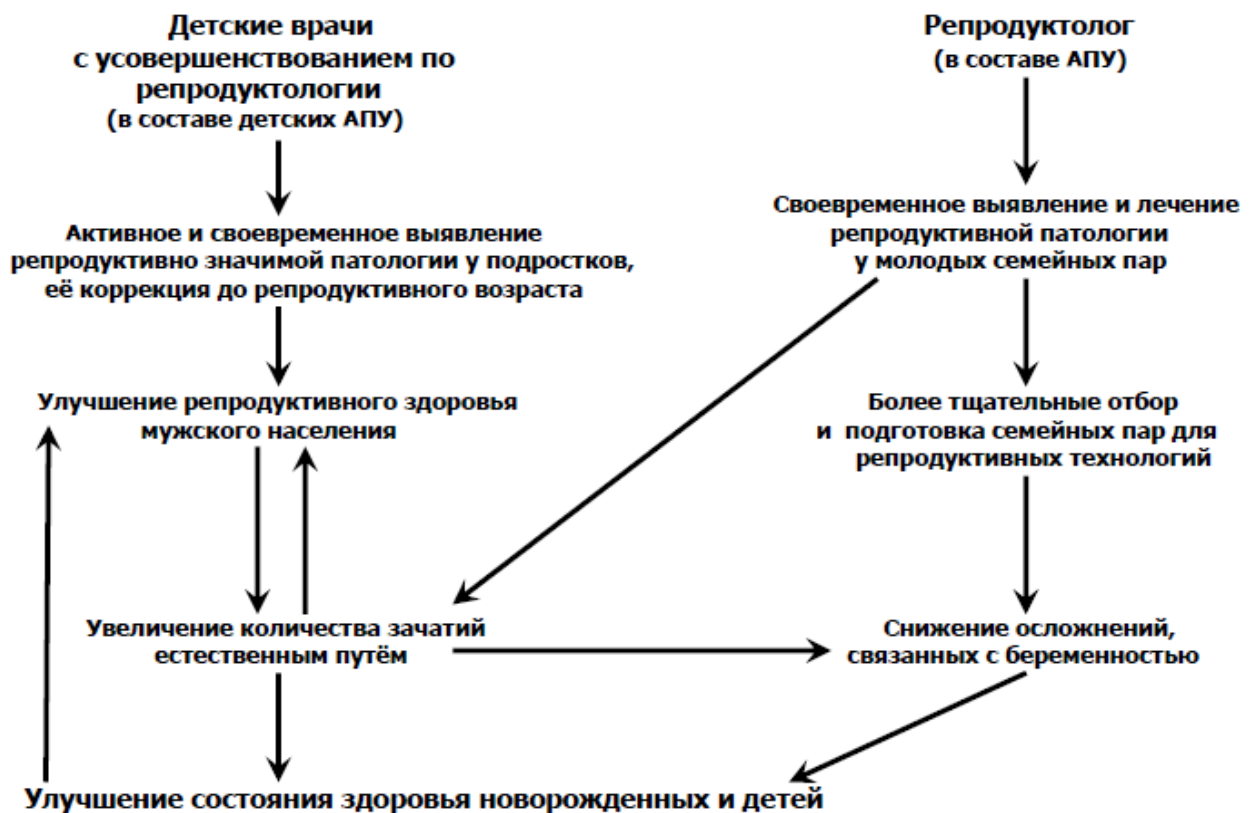 Детские врачи
с усовершенствованием по
репродуктологии
(в составе детских АПУ)
Репродуктолог
(в составе АПУ)
Активное и своевременное выявление
репродуктивно значимой патологии у подростков,
её коррекция до репродуктивного возраста
Своевременное выявление и лечение
репродуктивной патологии
у молодых семейных пар
Улучшение репродуктивного здоровья
мужского населения
Более тщательные отбор
и подготовка семейных пар для
репродуктивных технологий
Увеличение количества зачатий
естественным путём
Снижение осложнений,
связанных с беременностью
Улучшение состояния здоровья новорожденных и детей